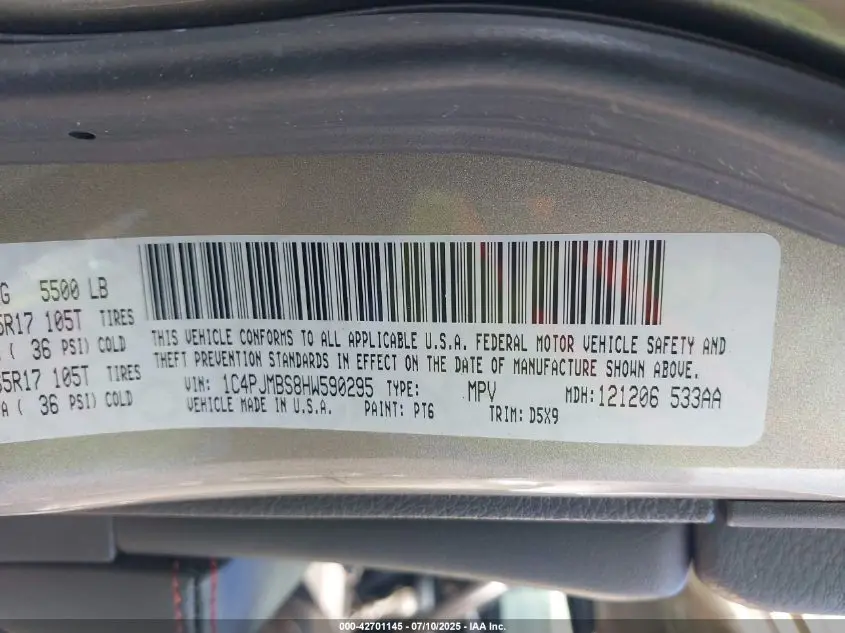 G 5500 LB
5R17 105T TIRES
( 36 PSI) COLD
65R17 105T TIRES
A ( 36 PSI) COLD
THIS VEHICLE CONFORMS TO ALL APPLICABLE U.S.A. FEDERAL MOTOR VEHICLE SAFETY AND
THEFT PREVENTION STANDARDS IN EFFECT ON THE DATE OF MANUFACTURE SHOWN ABOVE.
VIN: 1C4PJMBS8HW590295 TYPE: MPV MDH: 121206 533AA
VEHICLE MADE IN U.S.A. PAINT: PT6 TRIM: D5X9
000-42701145 - 07/10/2025 - IAA Inc.